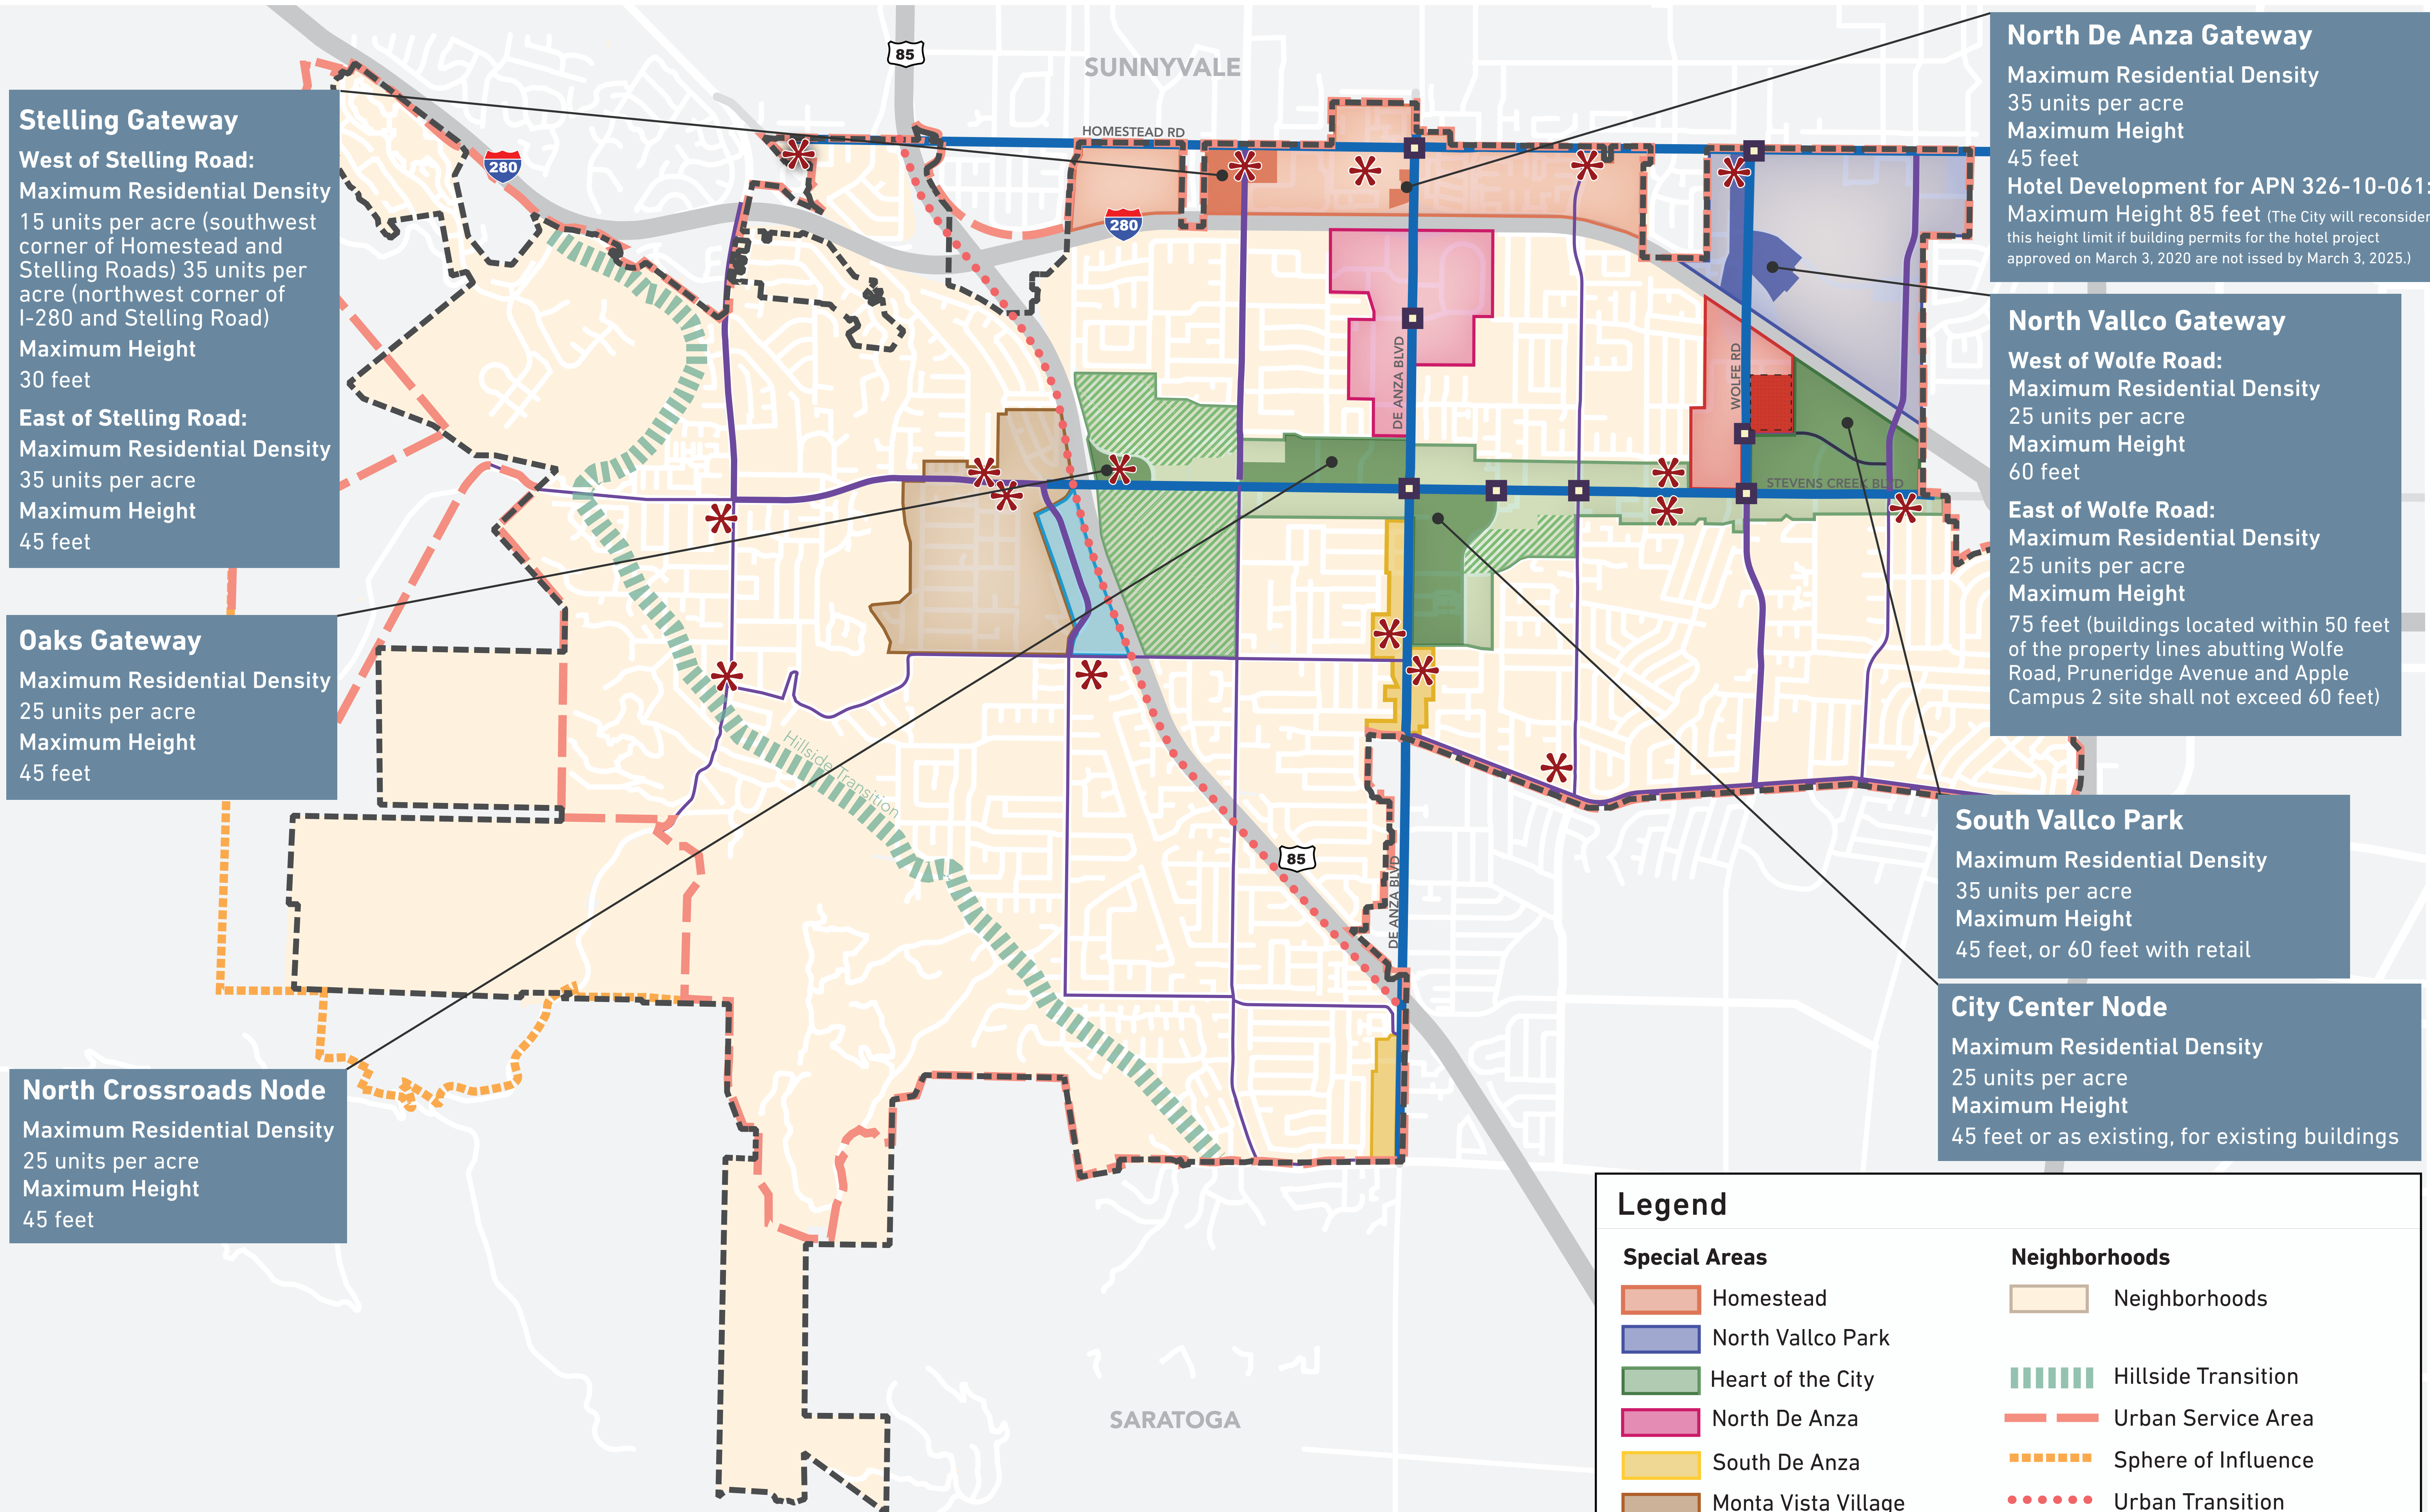 Stelling Gateway
West of Stelling Road:
Maximum Residential Density
15 units per acre (southwest
corner of Homestead and
Stelling Roads) 35 units per
acre (northwest corner of
I-280 and Stelling Road)
Maximum Height
30 feet
East of Stelling Road:
Maximum Residential Density
35 units per acre
Maximum Height
45 feet
Oaks Gateway
Maximum Residential Density
25 units per acre
Maximum Height
45 feet
North Crossroads Node
Maximum Residential Density
25 units per acre
Maximum Height
45 feet
85
SUNNYVALE
HOMESTEAD RD
280
280
DE ANZA BLVD
WOLFE RD
STEVENS CREEK BLVD
Hillside Transition
85
DE ANZA BLVD
SARATOGA
North De Anza Gateway
Maximum Residential Density
35 units per acre
Maximum Height
45 feet
Hotel Development for APN 326-10-061:
Maximum Height 85 feet (The City will reconsider
this height limit if building permits for the hotel project
approved on March 3, 2020 are not issed by March 3, 2025.)
North Vallco Gateway
West of Wolfe Road:
Maximum Residential Density
25 units per acre
Maximum Height
60 feet
East of Wolfe Road:
Maximum Residential Density
25 units per acre
Maximum Height
75 feet (buildings located within 50 feet
of the property lines abutting Wolfe
Road, Pruneridge Avenue and Apple
Campus 2 site shall not exceed 60 feet)
South Vallco Park
Maximum Residential Density
35 units per acre
Maximum Height
45 feet, or 60 feet with retail
City Center Node
Maximum Residential Density
25 units per acre
Maximum Height
45 feet or as existing, for existing buildings
Legend
Special Areas
Homestead
North Vallco Park
Heart of the City
North De Anza
South De Anza
Monta Vista Village
Neighborhoods
Neighborhoods
Hillside Transition
Urban Service Area
Sphere of Influence
Urban Transition